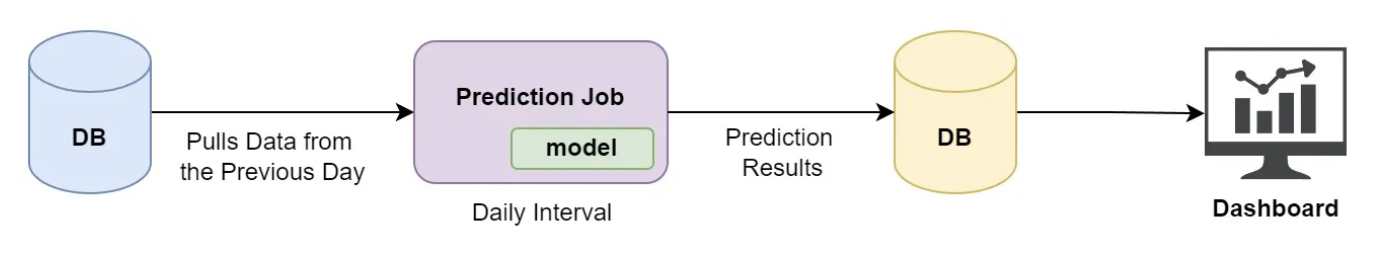 DB
Pulls Data from
the Previous Day
Prediction Job
model
Daily Interval
Prediction
Results
DB
Dashboard